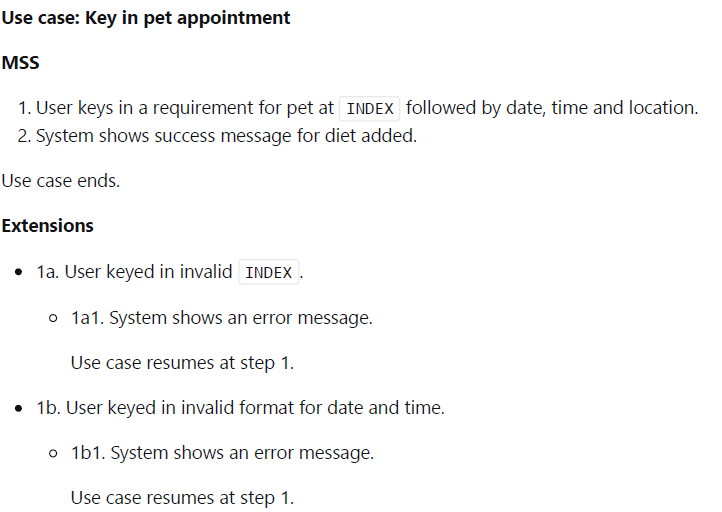 Use case: Key in pet appointment
MSS
1. User keys in a requirement for pet at INDEX followed by date, time and location.
2. System shows success message for diet added.
Use case ends.
Extensions
• 1a. User keyed in invalid INDEX.
○ 1a1. System shows an error message.
Use case resumes at step 1.
• 1b. User keyed in invalid format for date and time.
○ 1b1. System shows an error message.
Use case resumes at step 1.